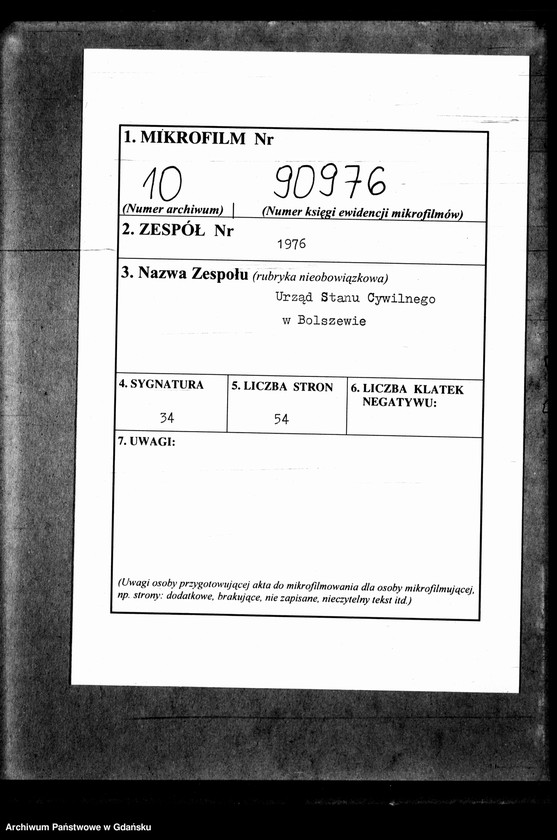 1. MIKROFILM Nr
10 90976
(Numer archiwum) (Numer księgi ewidencji mikrofilmów)
2. ZESPÓŁ Nr
1976
3. Nazwa Zespołu (rubryka nieobowiązkowa)
Urząd Stanu Cywilnego
w Bolszewie
4. SYGNATURA
34
5. LICZBA STRON
54
6. LICZBA KLATEK
NEGATYWU:
7. UWAGI:
(Uwagi osoby przygotowującej akta do mikrofilmowania dla osoby mikrofilmującej,
np. strony: dodatkowe, brakujące, nie zapisane, nieczytelny tekst itd.)
Archiwum Państwowe w Gdańsku